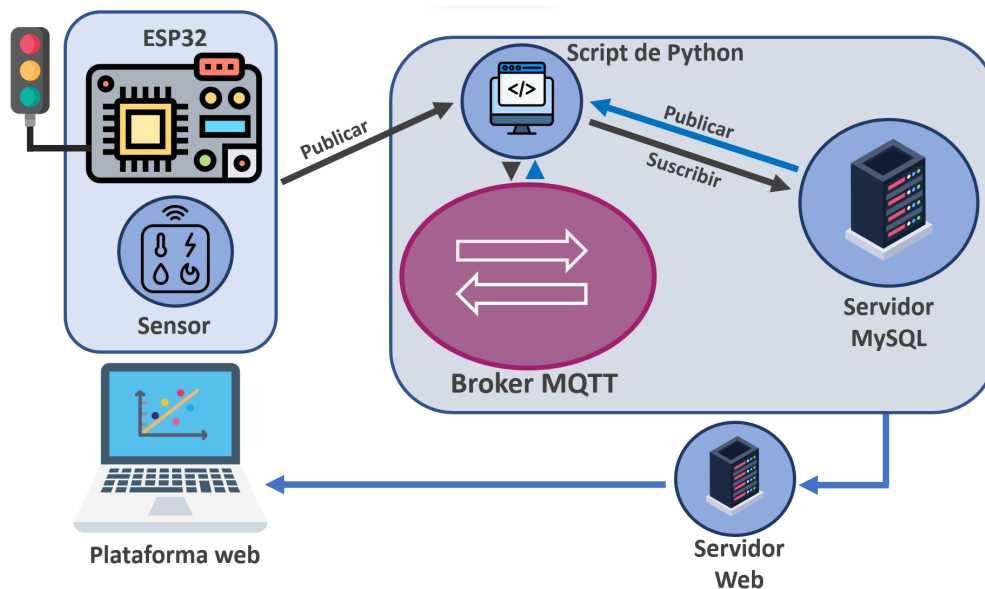 ESP32
Sensor
Publicar
Script de Python
</>
Publicar
Suscribir
Broker MQTT
Servidor
MySQL
Servidor
Web
Plataforma web